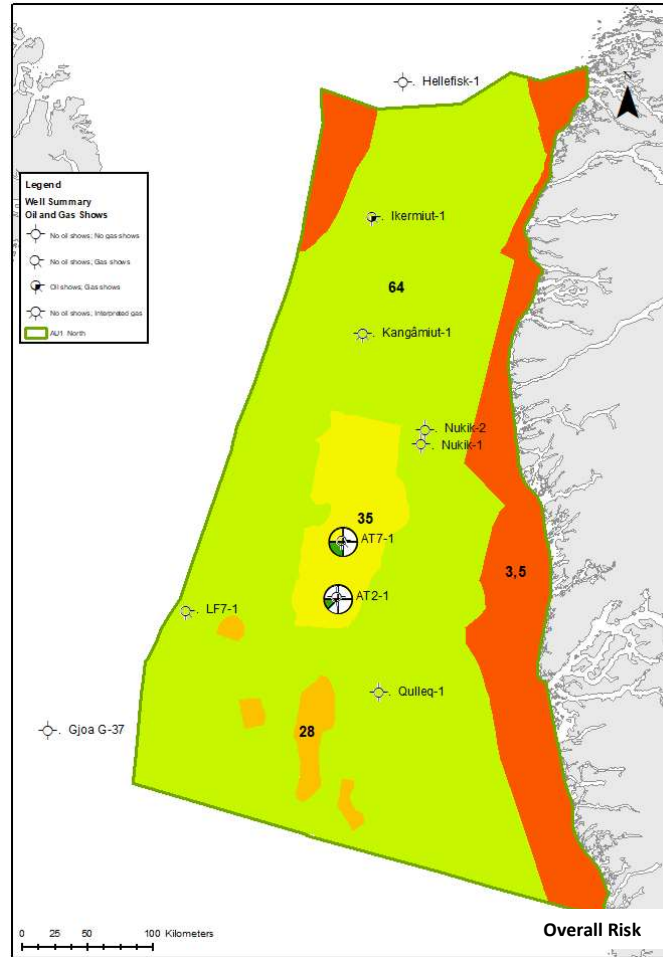 Hellefisk-1
N
Legend
Well Summary
Oil and Gas Shows
No oil shows; No gas shows
No oil shows; Gas shows
Oil shows; Gas shows
No oil shows; Interpreted gas
AU1 North
Ikermiut-1
64
Kangâmiut-1
Nukik-2
Nukik-1
35
AT7-1
3,5
AT2-1
LF7-1
Qulleq-1
Gjoa G-37
28
0 25 50 100 Kilometers
Overall Risk